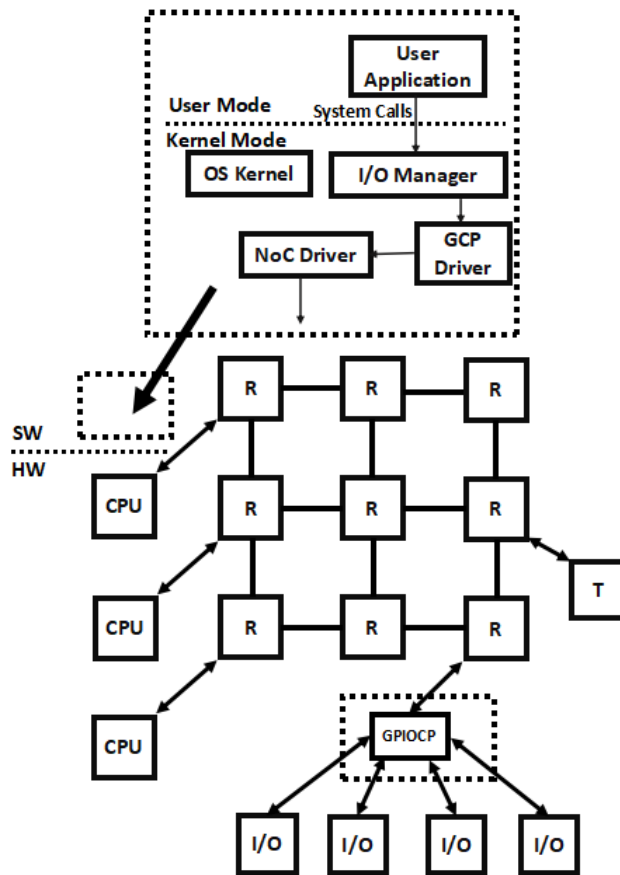 User
Application
User Mode
System Calls
Kernel Mode
OS Kernel
I/O Manager
NoC Driver
GCP
Driver
R
R
R
SW
HW
CPU
R
R
R
T
CPU
R
R
R
CPU
GPIOCP
I/O
I/O
I/O
I/O